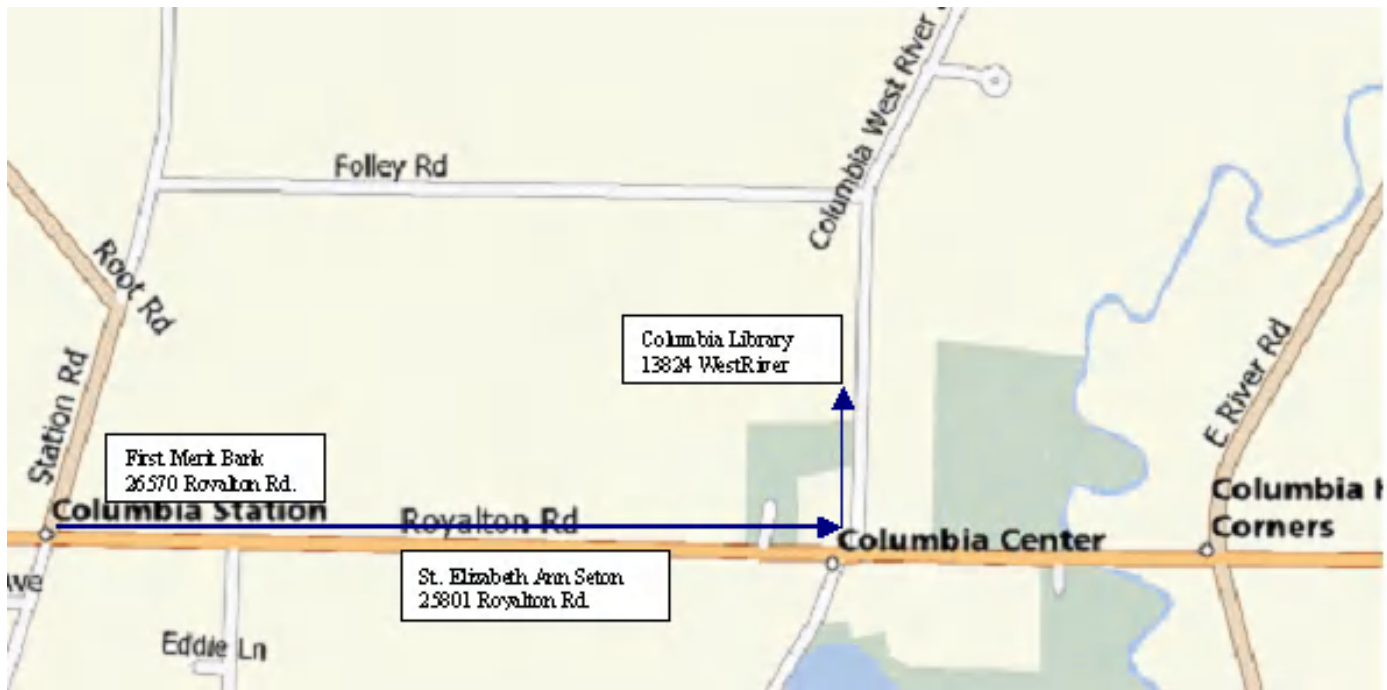 Columbia West River
Folley Rd
Root Rd
Columbia Library
13824 WestRiver
E River Rd
Station Rd
First Merit Bank
26570 Royalton Rd.
Columbia Station
Royalton Rd
Columbia Center
Columbia
Corners
St. Elizabeth Ann Seton
25801 Royalton Rd.
Eddie Ln